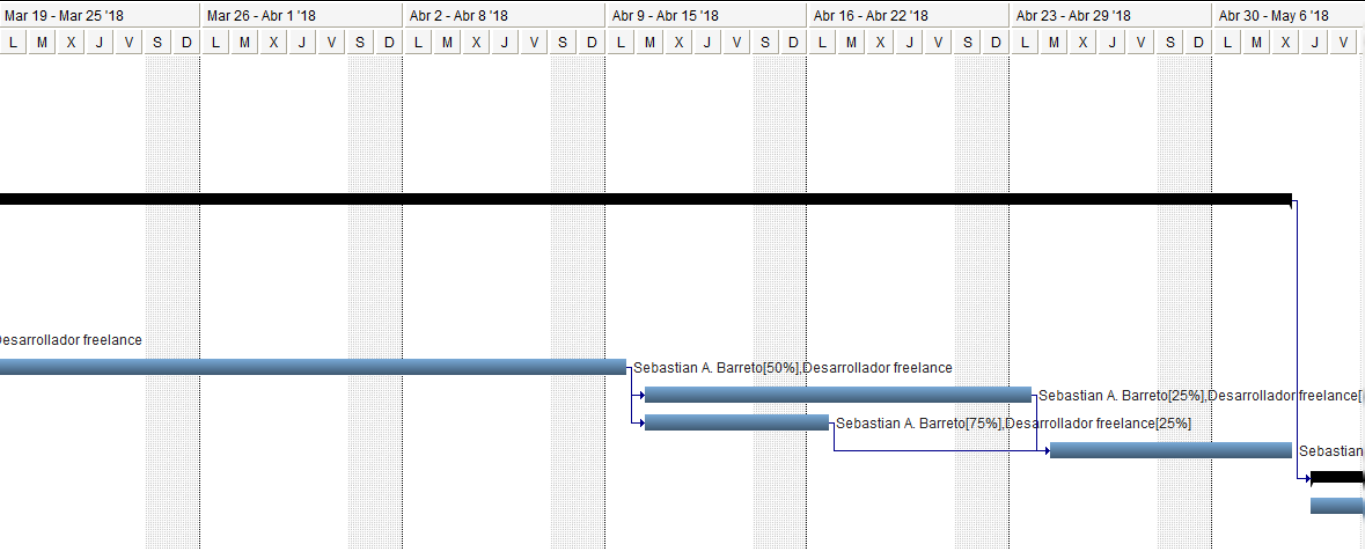 Mar 19 - Mar 25 '18 Mar 26 - Abr 1 '18 Abr 2 - Abr 8 '18 Abr 9 - Abr 15 '18 Abr 16 - Abr 22 '18 Abr 23 - Abr 29 '18 Abr 30 - May 6 '18
L M X J V S D L M X J V S D L M X J V S D L M X J V S D L M X J V S D L M X J V S D L M X J V
esarrollador freelance
Sebastian A. Barreto[50%],Desarrollador freelance
Sebastian A. Barreto[25%],Desarrollador freelance[
Sebastian A. Barreto[75%],Desarrollador freelance[25%]
Sebastian